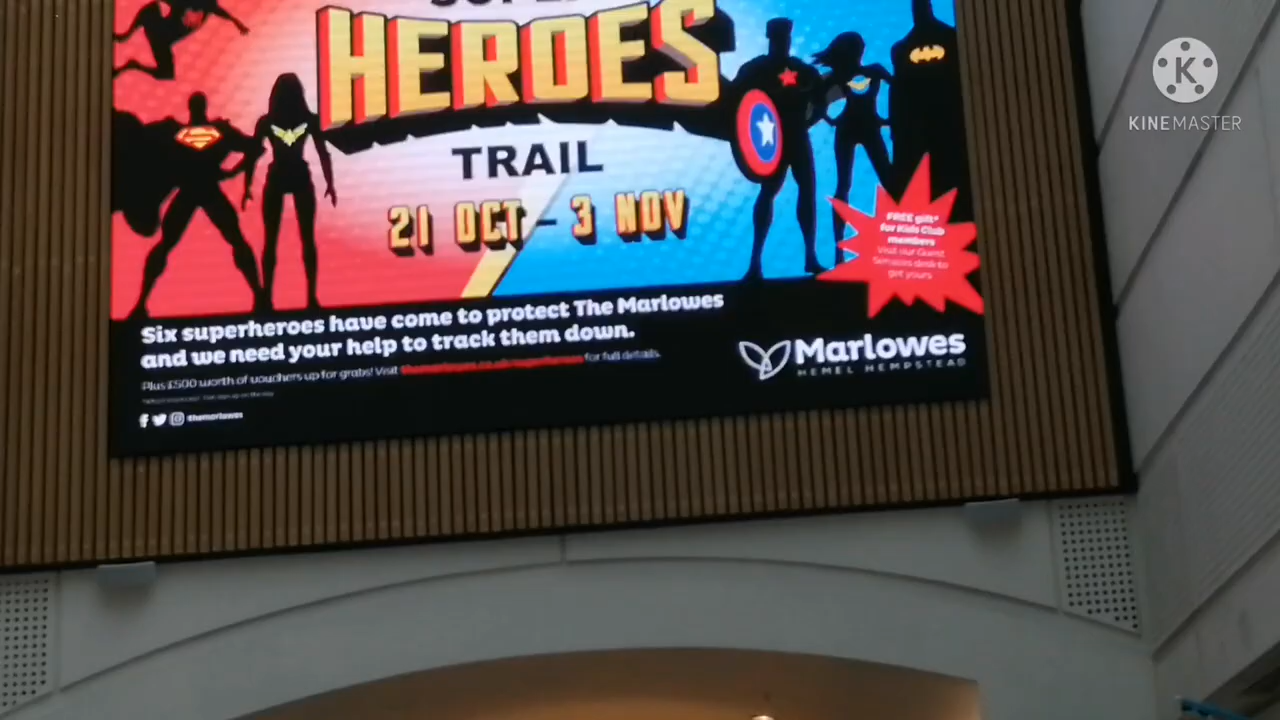 HEROES
TRAIL
21 OCT – 3 NOV
FREE gift*
for Kids Club
members
Visit our Guest
Services desk to
get yours
Six superheroes have come to protect The Marlowes
and we need your help to track them down.
Plus £500 worth of vouchers up for grabs! Visit for full details.
themarlowes
Marlowes
HEMEL HEMPSTEAD
KINEMASTER